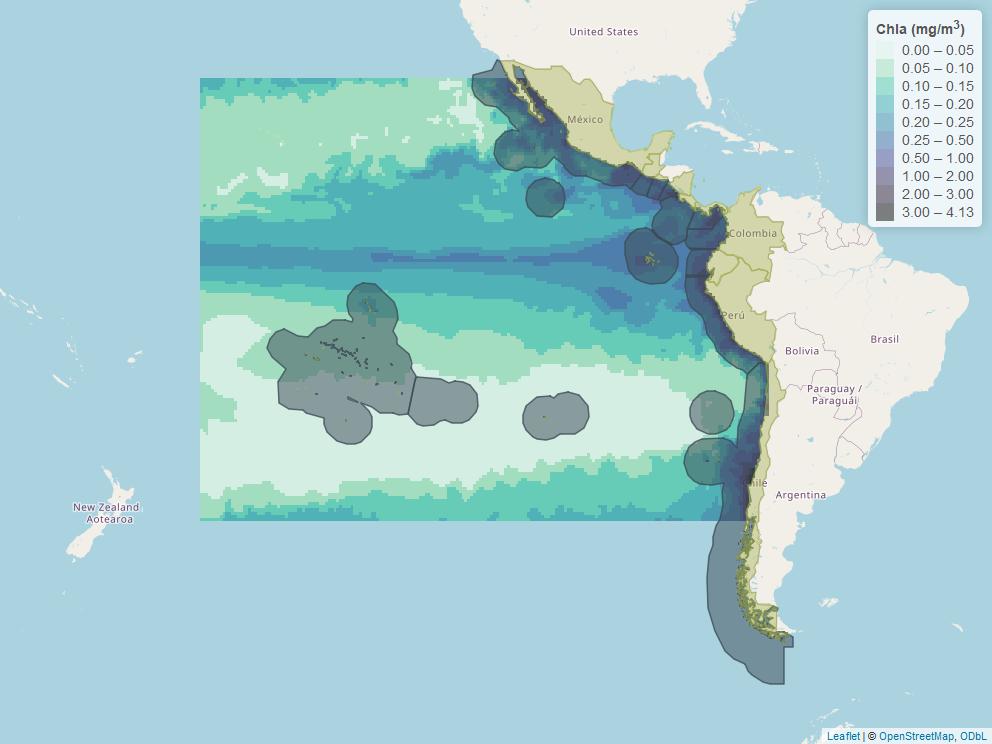 United States
México
Colombia
Perú
Brasil
Bolivia
Paraguay /
Paraguái
ile
Argentina
New Zealand
Aotearoa
Chla (mg/m³)
0.00 – 0.05
0.05 – 0.10
0.10 – 0.15
0.15 – 0.20
0.20 – 0.25
0.25 – 0.50
0.50 – 1.00
1.00 – 2.00
2.00 – 3.00
3.00 – 4.13
Leaflet | © OpenStreetMap, ODbL